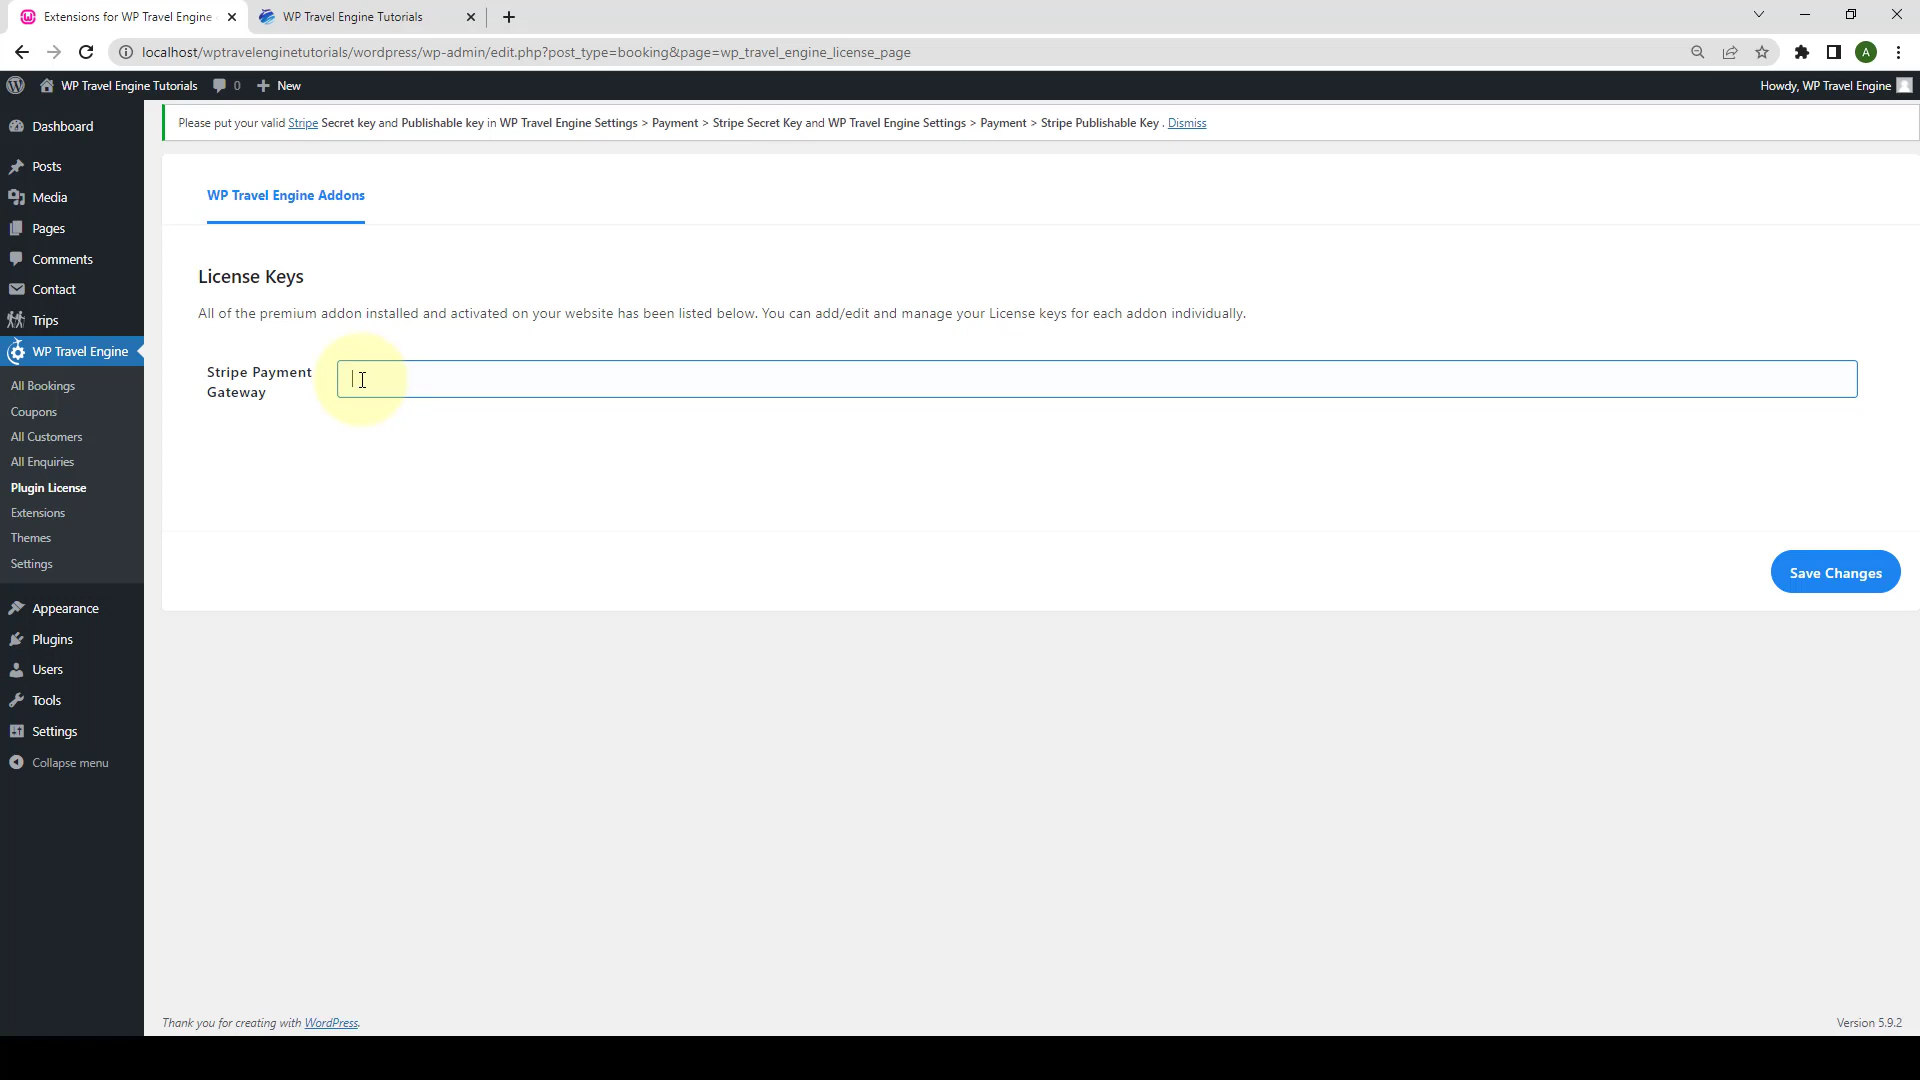 Extensions for WP Travel Engine
WP Travel Engine Tutorials
localhost/wptravelenginetutorials/wordpress/wp-admin/edit.php?post_type=booking&page=wp_travel_engine_license_page
A
WP Travel Engine Tutorials
0
New
Howdy, WP Travel Engine
Dashboard
Posts
Media
Pages
Comments
Contact
Trips
WP Travel Engine
All Bookings
Coupons
All Customers
All Enquiries
Plugin License
Extensions
Themes
Settings
Appearance
Plugins
Users
Tools
Settings
Collapse menu
Please put your valid Stripe Secret key and Publishable key in WP Travel Engine Settings > Payment > Stripe Secret Key and WP Travel Engine Settings > Payment > Stripe Publishable Key . Dismiss
WP Travel Engine Addons
License Keys
All of the premium addon installed and activated on your website has been listed below. You can add/edit and manage your License keys for each addon individually.
Stripe Payment
Gateway
Save Changes
Thank you for creating with WordPress.
Version 5.9.2